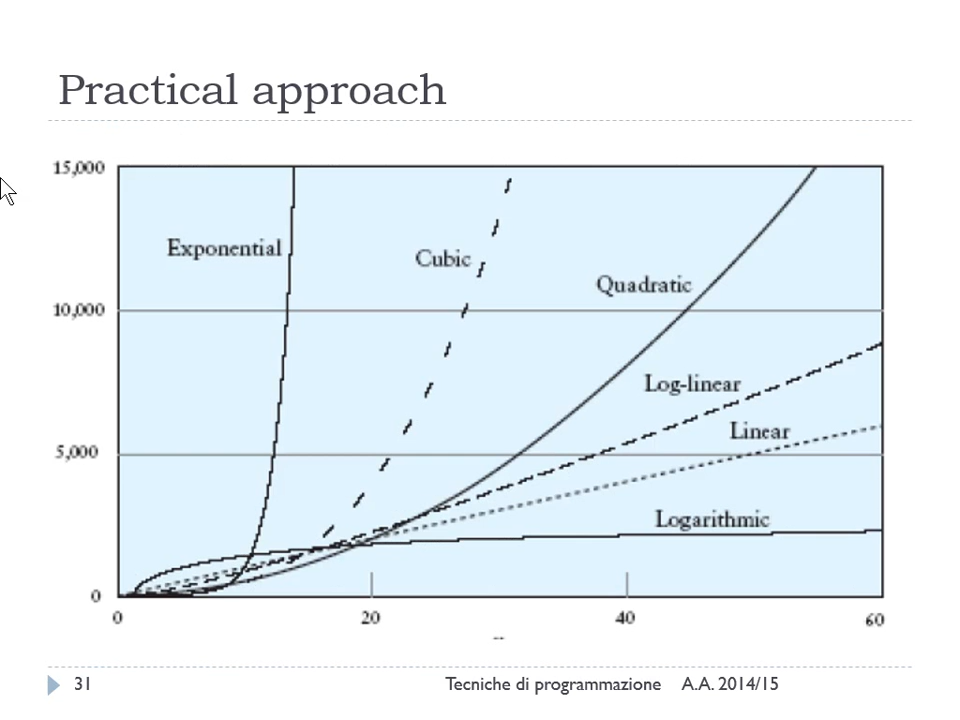 Practical approach
15,000
Exponential
Cubic
Quadratic
10,000
Log-linear
Linear
5,000
Logarithmic
0
0 20 40 60
31 Tecniche di programmazione A.A. 2014/15